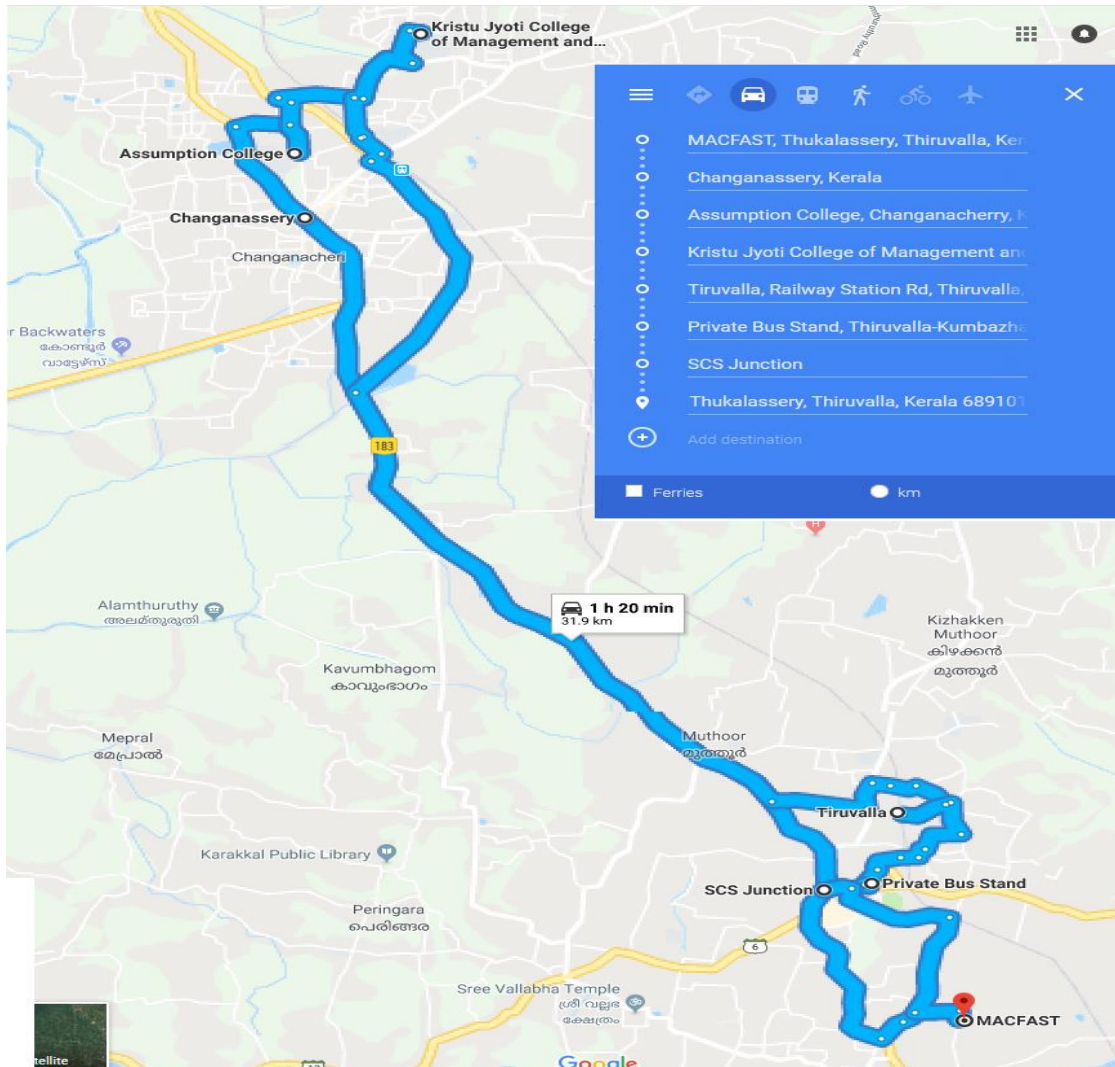 Kristu Jyoti College
of Management and...
Assumption College
Changanassery
Changanacheri
r Backwaters
കോണ്ടൂർ
വാട്ടേഴ്സ്
183
MACFAST, Thukalassery, Thiruvalla, Ker
Changanassery, Kerala
Assumption College, Changanacherry, K
Kristu Jyoti College of Management and
Tiruvalla, Railway Station Rd, Thiruvalla,
Private Bus Stand, Thiruvalla-Kumbazha
SCS Junction
Thukalassery, Thiruvalla, Kerala 689101
Add destination
Ferries
km
H
1 h 20 min
31.9 km
Alamthuruthy
അലമ്തുരുതി
Kizhakken
Muthoor
കിഴക്കൻ
മുത്തൂർ
Kavumbhagom
കാവുംഭാഗം
Mepral
മേപ്രാൽ
Muthoor
മുത്തൂർ
Tiruvalla
Karakkal Public Library
SCS Junction
Private Bus Stand
Peringara
പെരിങ്ങര
6
Sree Vallabha Temple
ശ്രീ വല്ലഭ
ക്ഷേത്രം
MACFAST
tellite
Google